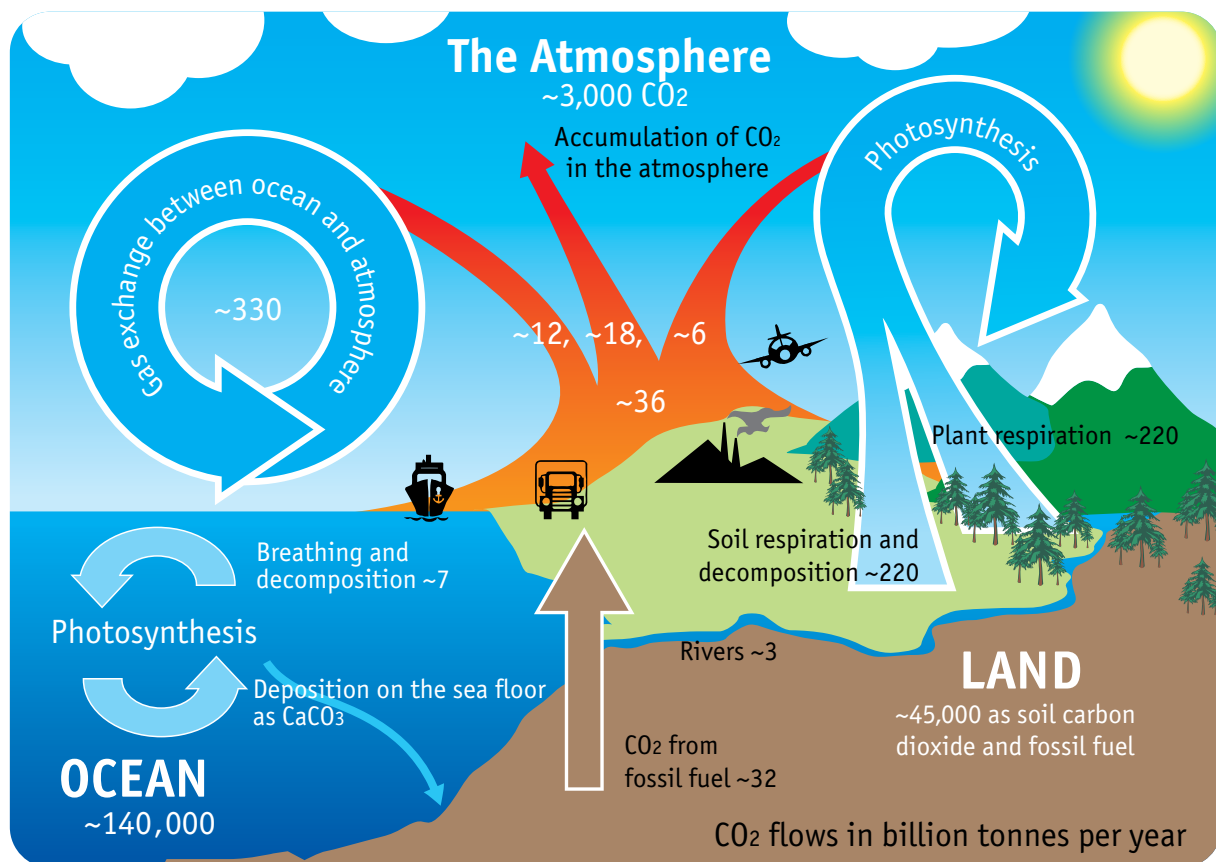 The Atmosphere
~3,000 CO₂
Accumulation of CO₂
in the atmosphere
Photosynthesis
Gas exchange between ocean and atmosphere
~330
~12, ~18, ~6
~36
Plant respiration ~220
Breathing and
decomposition ~7
Soil respiration and
decomposition ~220
Photosynthesis
Rivers ~3
Deposition on the sea floor
as CaCO₃
LAND
~45,000 as soil carbon
dioxide and fossil fuel
CO₂ from
fossil fuel ~32
OCEAN
~140,000
CO₂ flows in billion tonnes per year